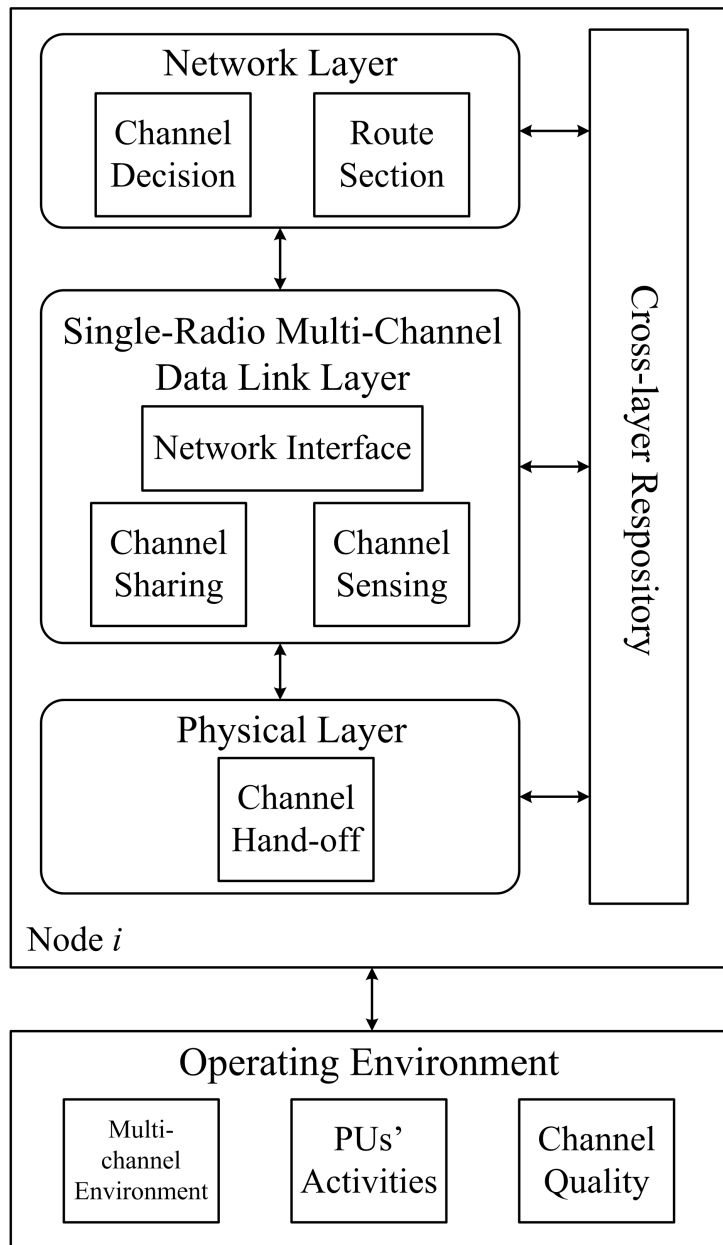 Network Layer
Channel
Decision
Route
Section
Single-Radio Multi-Channel
Data Link Layer
Network Interface
Channel
Sharing
Channel
Sensing
Physical Layer
Channel
Hand-off
Cross-layer Respository
Node i
Operating Environment
Multi-
channel
Environment
PUs’
Activities
Channel
Quality